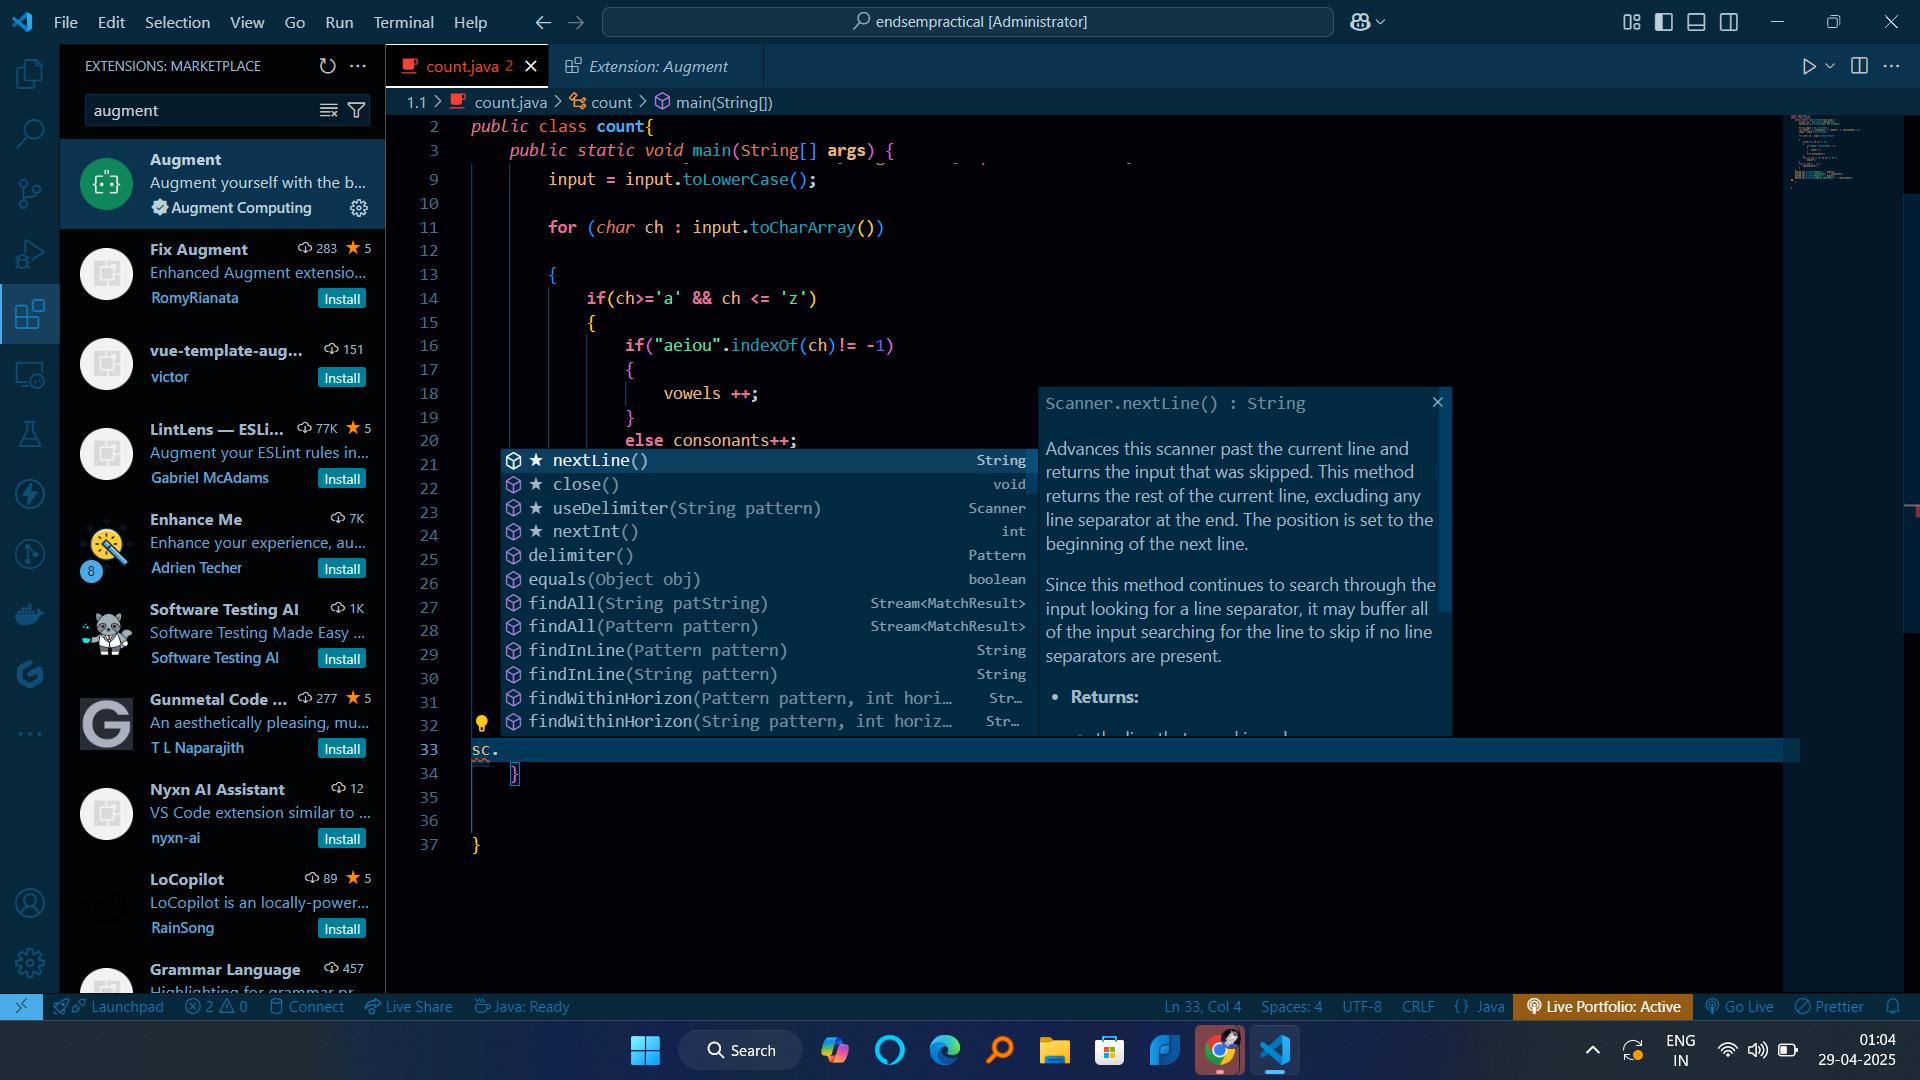 File Edit Selection View Go Run Terminal Help
endsempractical [Administrator]
EXTENSIONS: MARKETPLACE
augment
Augment
Augment yourself with the b...
Augment Computing
Fix Augment 283 5
Enhanced Augment extensio...
RomyRianata Install
vue-template-aug... 151
victor Install
LintLens — ESLi... 77K 5
Augment your ESLint rules in...
Gabriel McAdams Install
Enhance Me 7K
Enhance your experience, au...
8 Adrien Techer Install
Software Testing AI 1K
Software Testing Made Easy ...
Software Testing AI Install
Gunmetal Code ... 277 5
An aesthetically pleasing, mu...
T L Naparajith Install
Nyxn AI Assistant 12
VS Code extension similar to ...
nyxn-ai Install
LoCopilot 89 5
LoCopilot is an locally-power...
RainSong Install
Grammar Language 457
count.java 2
Extension: Augment
1.1 > count.java > count > main(String[])
2 public class count{
3 public static void main(String[] args) {
9 input = input.toLowerCase();
10
11 for (char ch : input.toCharArray())
12
13 {
14 if(ch>='a' && ch <= 'z')
15 {
16 if("aeiou".indexOf(ch)!= -1)
17 {
18 vowels ++;
19 }
20 else consonants++;
21
22
23
24
25
26
27
28
29
30
31
32
33 sc.
34 }
35
36
37 }
nextLine() String
close() void
useDelimiter(String pattern) Scanner
nextInt() int
delimiter() Pattern
equals(Object obj) boolean
findAll(String patString) Stream<MatchResult>
findAll(Pattern pattern) Stream<MatchResult>
findInLine(Pattern pattern) String
findInLine(String pattern) String
findWithinHorizon(Pattern pattern, int hori... Str...
findWithinHorizon(String pattern, int horiz... Str...
Scanner.nextLine() : String
Advances this scanner past the current line and
returns the input that was skipped. This method
returns the rest of the current line, excluding any
line separator at the end. The position is set to the
beginning of the next line.
Since this method continues to search through the
input looking for a line separator, it may buffer all
of the input searching for the line to skip if no line
separators are present.
• Returns:
Launchpad 2 0 Connect Live Share Java: Ready
Ln 33, Col 4 Spaces: 4 UTF-8 CRLF {} Java Live Portfolio: Active Go Live Prettier
Search
ENG
IN
01:04
29-04-2025